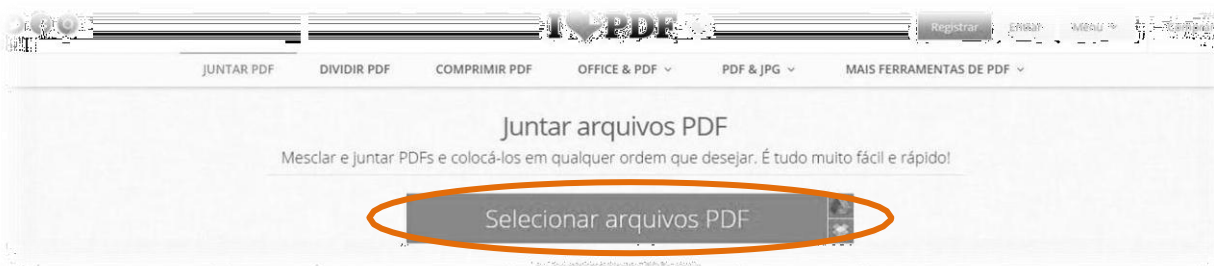 Registrar
JUNTAR PDF DIVIDIR PDF COMPRIMIR PDF OFFICE & PDF PDF & JPG MAIS FERRAMENTAS DE PDF
Juntar arquivos PDF
Mesclar e juntar PDFs e colocá-los em qualquer ordem que desejar. É tudo muito fácil e rápido!
Selecionar arquivos PDF